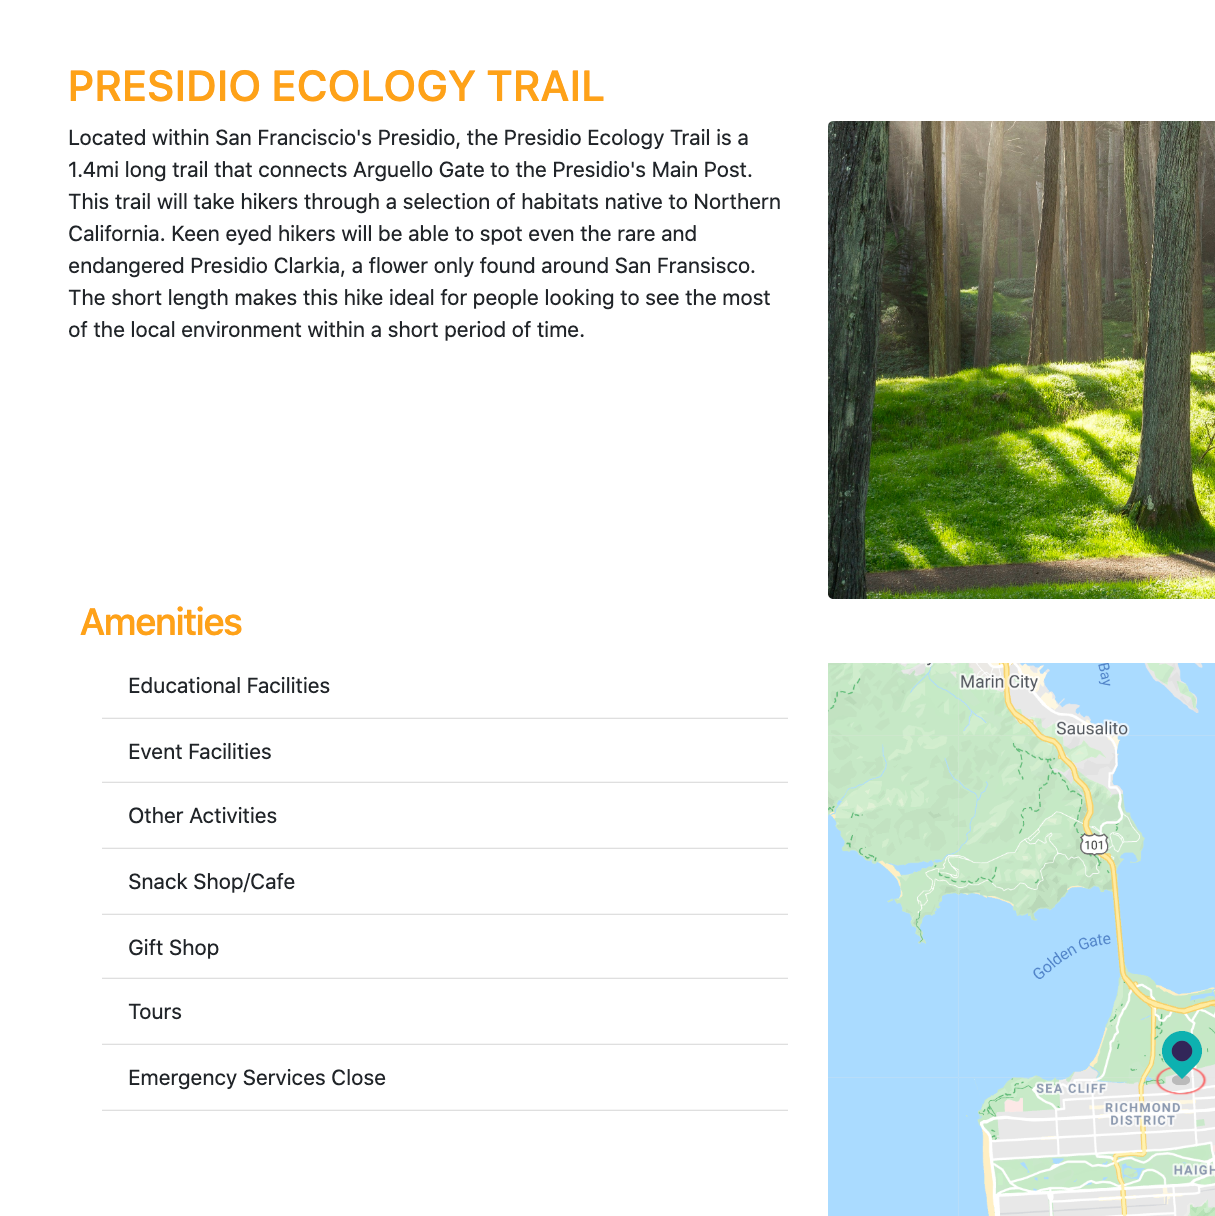 PRESIDIO ECOLOGY TRAIL
Located within San Franciscio's Presidio, the Presidio Ecology Trail is a
1.4mi long trail that connects Arguello Gate to the Presidio's Main Post.
This trail will take hikers through a selection of habitats native to Northern
California. Keen eyed hikers will be able to spot even the rare and
endangered Presidio Clarkia, a flower only found around San Fransisco.
The short length makes this hike ideal for people looking to see the most
of the local environment within a short period of time.
Amenities
Educational Facilities
Event Facilities
Other Activities
Snack Shop/Cafe
Gift Shop
Tours
Emergency Services Close
Bay
Marin City
Sausalito
101
Golden Gate
SEA CLIFF
RICHMOND
DISTRICT
HAIGH